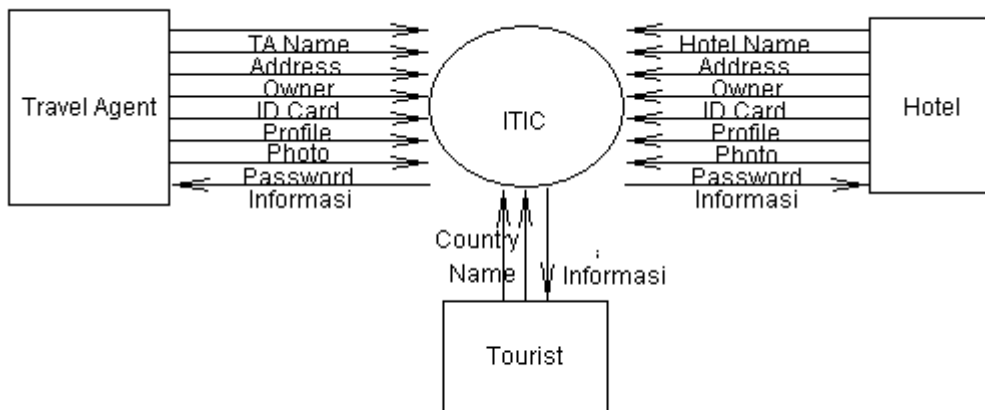 TA Name
Address
Owner
ID Card
Profile
Photo
Password
Informasi
Travel Agent
ITIC
Hotel Name
Address
Owner
ID Card
Profile
Photo
Password
Informasi
Hotel
Country
Name
Informasi
Tourist